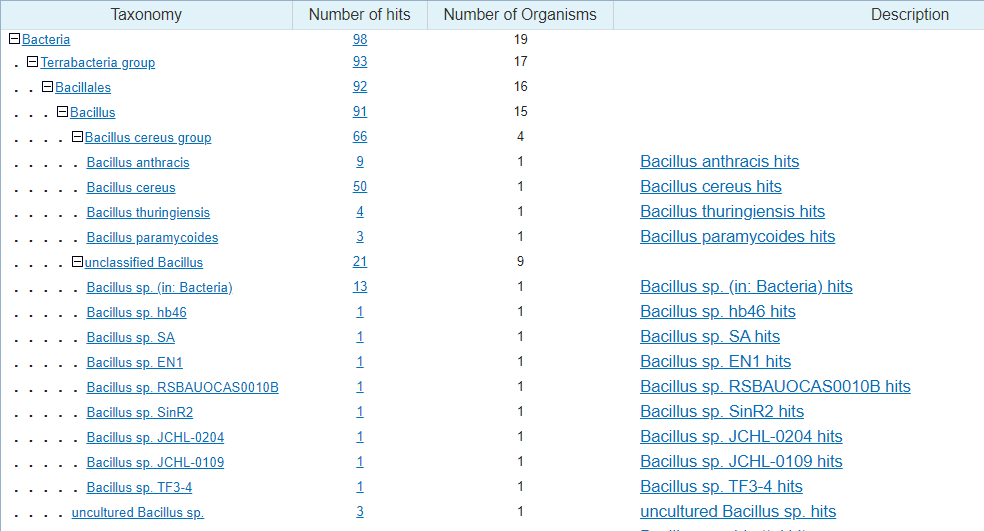 Taxonomy Number of hits Number of Organisms Description
Bacteria 98 19
. Terrabacteria group 93 17
. . Bacillales 92 16
. . . Bacillus 91 15
. . . . Bacillus cereus group 66 4
. . . . . Bacillus anthracis 9 1 Bacillus anthracis hits
. . . . . Bacillus cereus 50 1 Bacillus cereus hits
. . . . . Bacillus thuringiensis 4 1 Bacillus thuringiensis hits
. . . . . Bacillus paramycoides 3 1 Bacillus paramycoides hits
. . . . unclassified Bacillus 21 9
. . . . . Bacillus sp. (in: Bacteria) 13 1 Bacillus sp. (in: Bacteria) hits
. . . . . Bacillus sp. hb46 1 1 Bacillus sp. hb46 hits
. . . . . Bacillus sp. SA 1 1 Bacillus sp. SA hits
. . . . . Bacillus sp. EN1 1 1 Bacillus sp. EN1 hits
. . . . . Bacillus sp. RSBAUOCAS0010B 1 1 Bacillus sp. RSBAUOCAS0010B hits
. . . . . Bacillus sp. SinR2 1 1 Bacillus sp. SinR2 hits
. . . . . Bacillus sp. JCHL-0204 1 1 Bacillus sp. JCHL-0204 hits
. . . . . Bacillus sp. JCHL-0109 1 1 Bacillus sp. JCHL-0109 hits
. . . . . Bacillus sp. TF3-4 1 1 Bacillus sp. TF3-4 hits
. . . . uncultured Bacillus sp. 3 1 uncultured Bacillus sp. hits